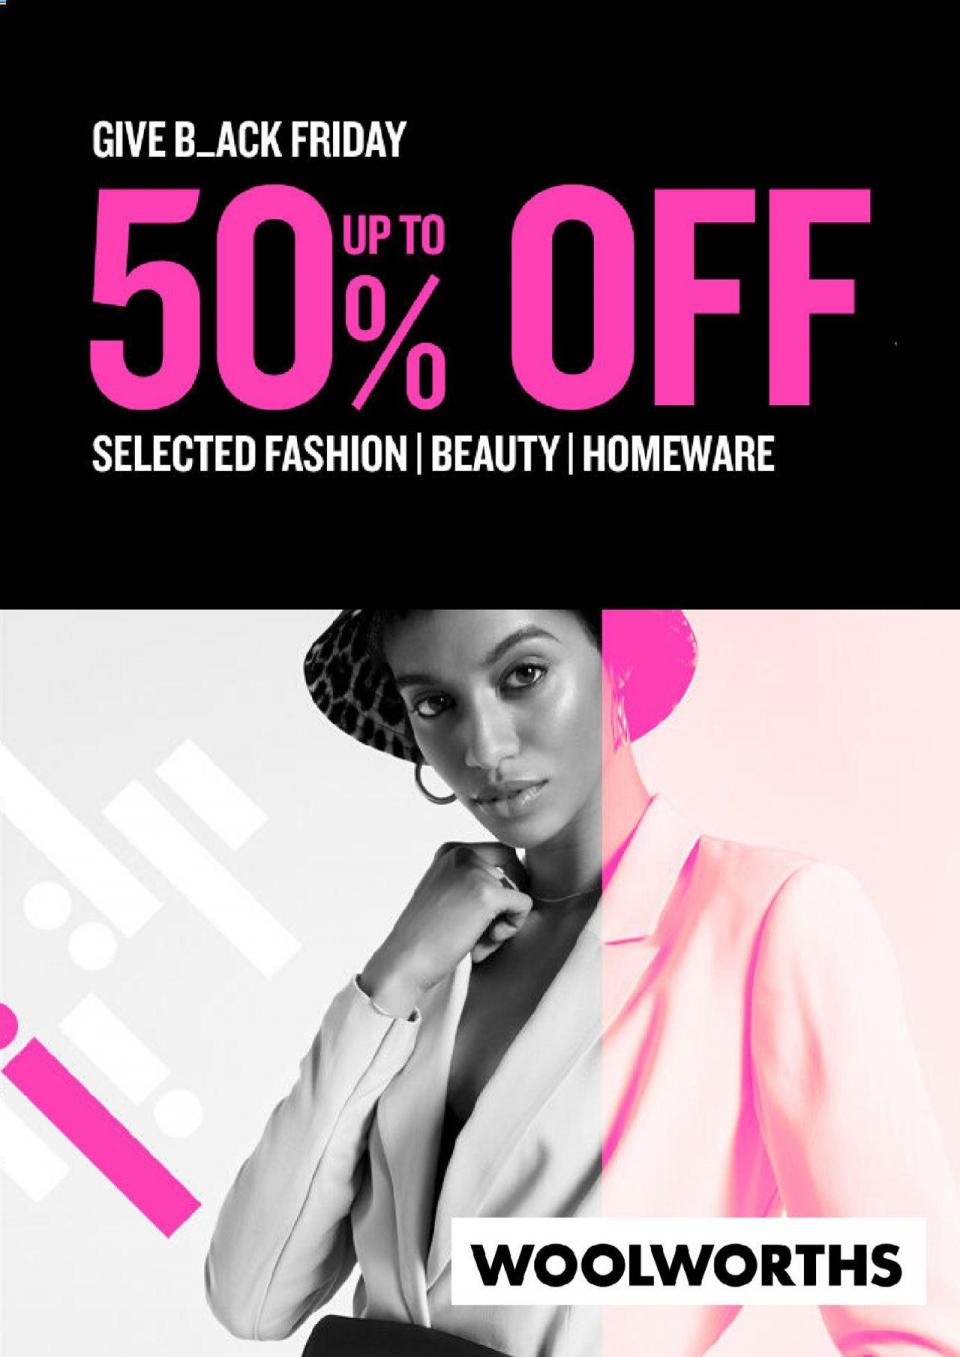 GIVE B_ACK FRIDAY
50 UP TO % OFF
SELECTED FASHION | BEAUTY | HOMEWARE
WOOLWORTHS